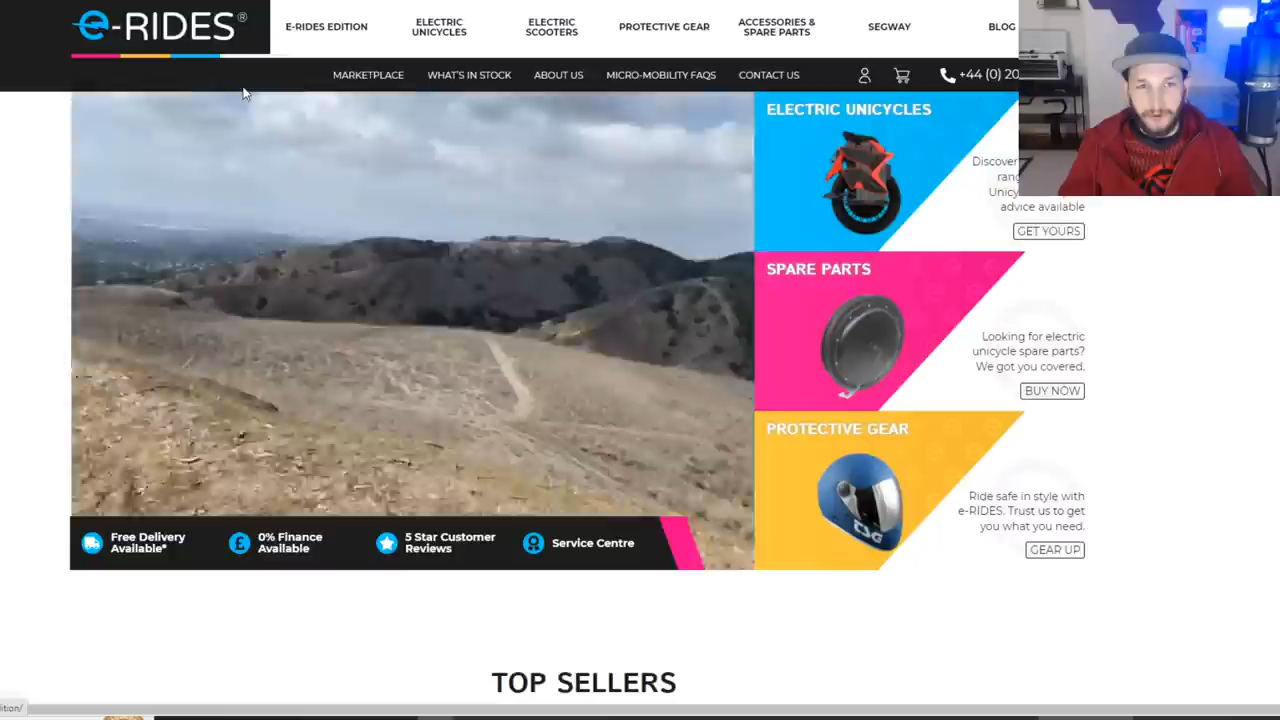 e-RIDES®
E-RIDES EDITION
ELECTRIC
UNICYCLES
ELECTRIC
SCOOTERS
PROTECTIVE GEAR
ACCESSORIES &
SPARE PARTS
SEGWAY
BLOG
MARKETPLACE
WHAT'S IN STOCK
ABOUT US
MICRO-MOBILITY FAQS
CONTACT US
+44 (0) 20
ELECTRIC UNICYCLES
Discover
rang
Unicy
advice available
GET YOURS
SPARE PARTS
Looking for electric
unicycle spare parts?
We got you covered.
BUY NOW
PROTECTIVE GEAR
Ride safe in style with
e-RIDES. Trust us to get
you what you need.
GEAR UP
Free Delivery
Available*
0% Finance
Available
5 Star Customer
Reviews
Service Centre
TOP SELLERS
ition/